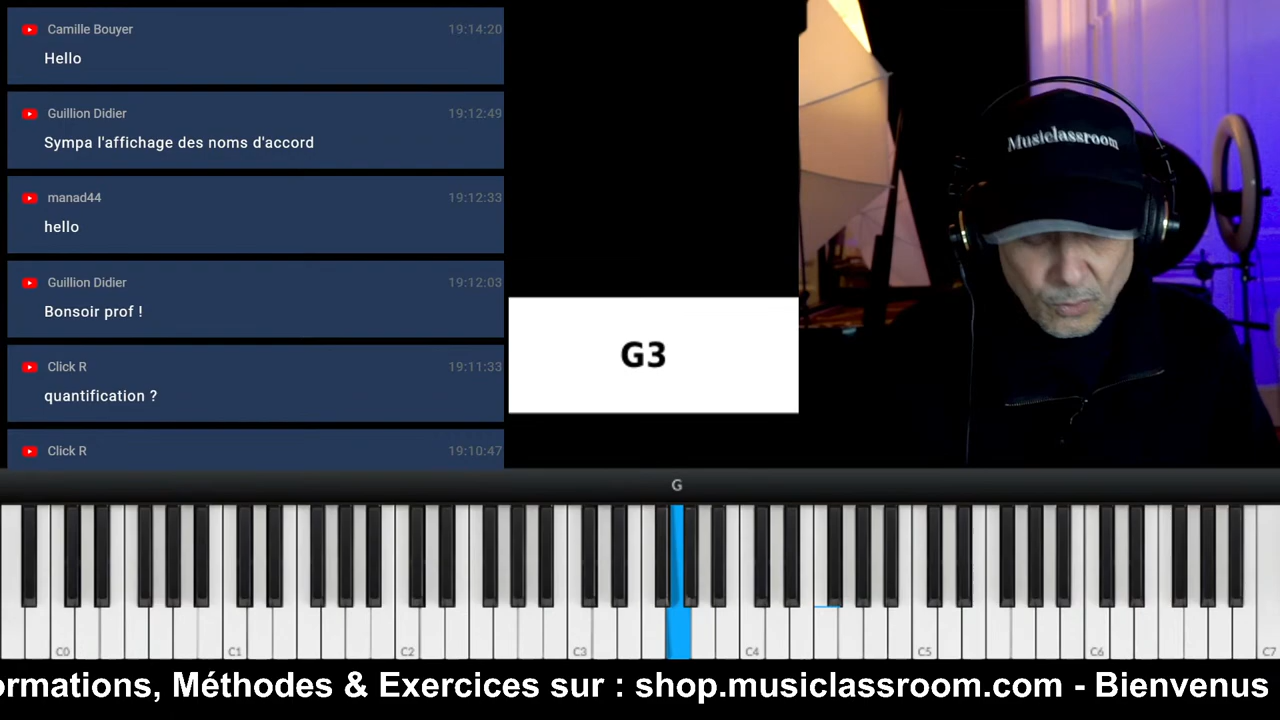 Camille Bouyer 19:14:20
Hello
Guillion Didier 19:12:49
Sympa l'affichage des noms d'accord
manad44 19:12:33
hello
Guillion Didier 19:12:03
Bonsoir prof !
Click R 19:11:33
quantification ?
Click R 19:10:47
Musiclassroom
G3
G
C0 C1 C2 C3 C4 C5 C6 C7
ormations, Méthodes & Exercices sur : shop.musiclassroom.com - Bienvenus